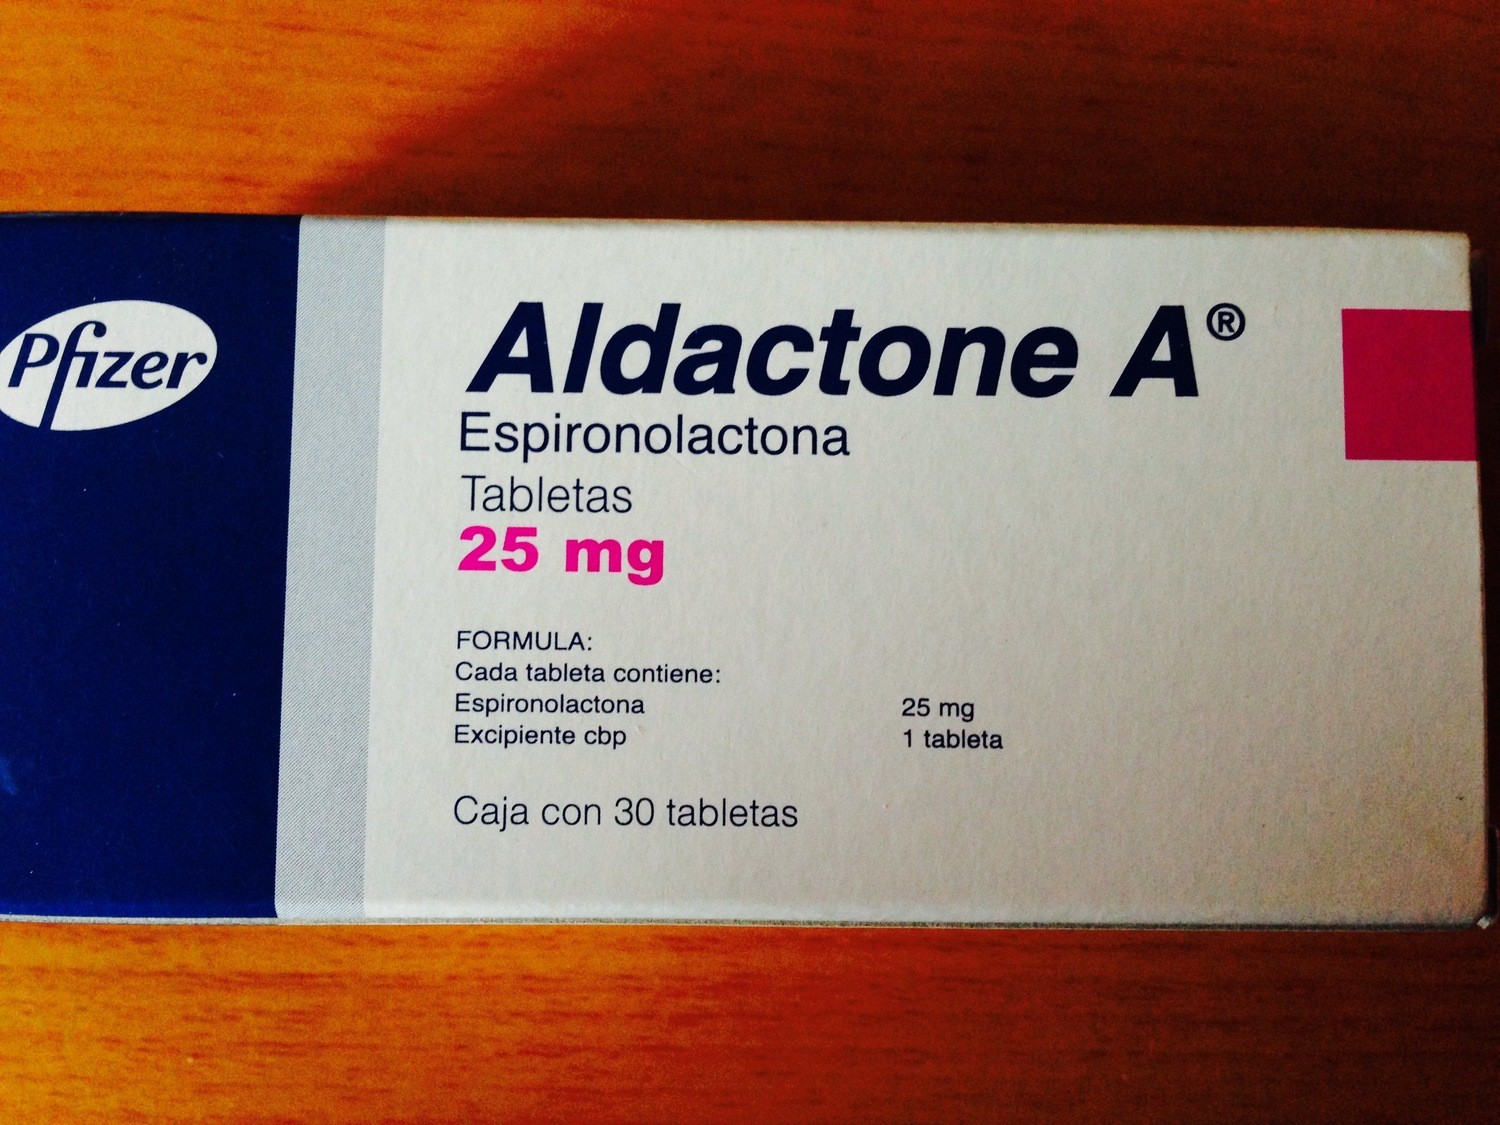 Pfizer
Aldactone A®
Espironolactona
Tabletas
25 mg
FORMULA:
Cada tableta contiene:
Espironolactona 25 mg
Excipiente cbp 1 tableta
Caja con 30 tabletas